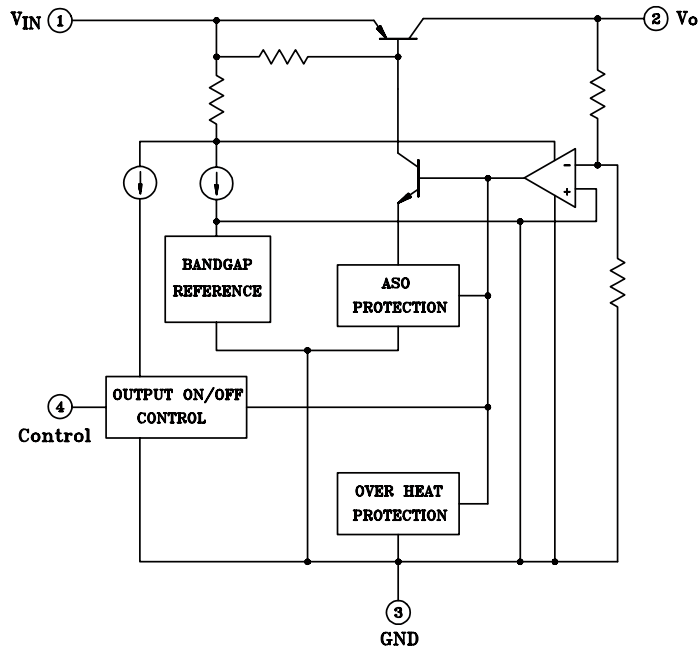 VIN 1
2 Vo
-
+
BANDGAP
REFERENCE
ASO
PROTECTION
OUTPUT ON/OFF
CONTROL
4
Control
OVER HEAT
PROTECTION
3
GND